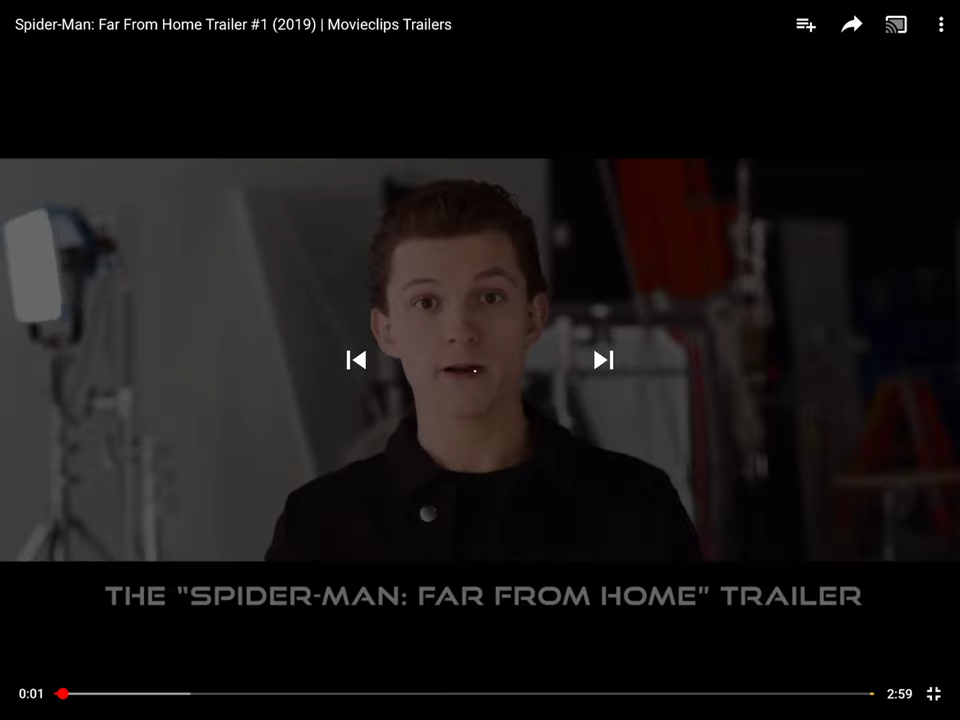 Spider-Man: Far From Home Trailer #1 (2019) | Movieclips Trailers
THE "SPIDER-MAN: FAR FROM HOME" TRAILER
0:01
2:59